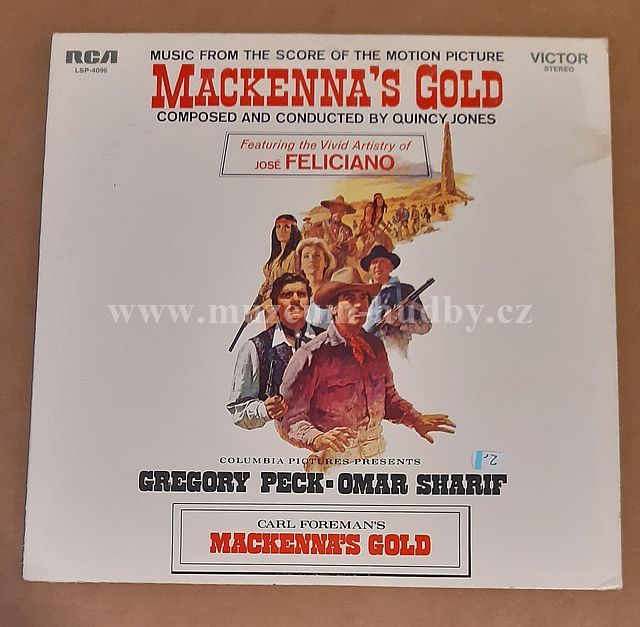 RCA
LSP-4096
MUSIC FROM THE SCORE OF THE MOTION PICTURE
VICTOR
STEREO
MACKENNA'S GOLD
COMPOSED AND CONDUCTED BY QUINCY JONES
Featuring the Vivid Artistry of
JOSÉ FELICIANO
www.muzeumhudby.cz
COLUMBIA PICTURES PRESENTS
GREGORY PECK-OMAR SHARIF
CARL FOREMAN'S
MACKENNA'S GOLD